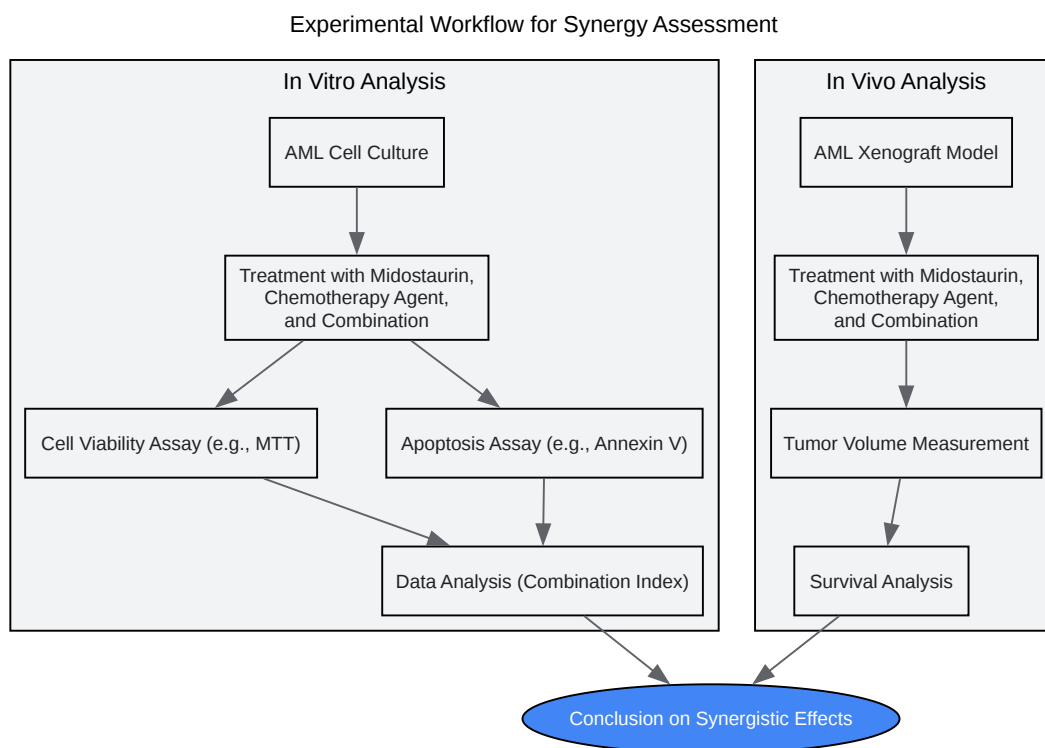 Experimental Workflow for Synergy Assessment
In Vitro Analysis
AML Cell Culture
Treatment with Midostaurin,
Chemotherapy Agent,
and Combination
Cell Viability Assay (e.g., MTT)
Apoptosis Assay (e.g., Annexin V)
Data Analysis (Combination Index)
In Vivo Analysis
AML Xenograft Model
Treatment with Midostaurin,
Chemotherapy Agent,
and Combination
Tumor Volume Measurement
Survival Analysis
Conclusion on Synergistic Effects